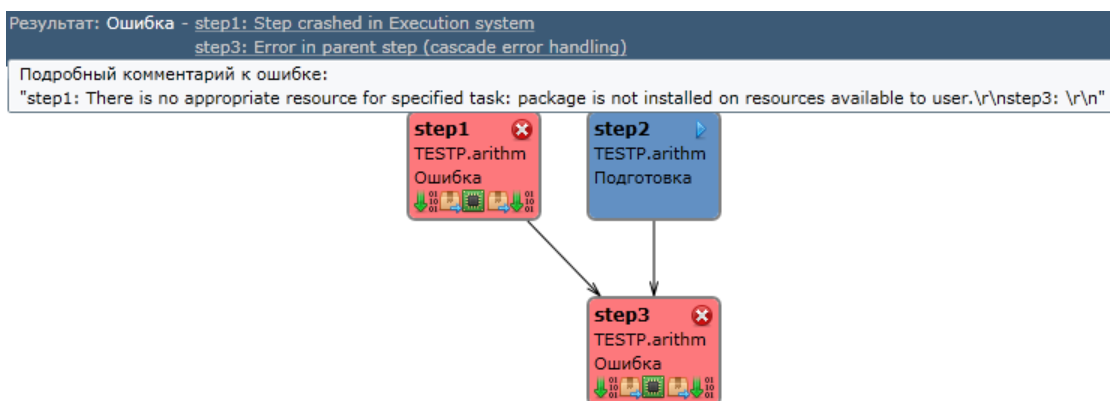 Результат: Ошибка - step1: Step crashed in Execution system
step3: Error in parent step (cascade error handling)
Подробный комментарий к ошибке:
"step1: There is no appropriate resource for specified task: package is not installed on resources available to user.\r\nstep3: \r\n"
step1
TESTP.arithm
Ошибка
step2
TESTP.arithm
Подготовка
step3
TESTP.arithm
Ошибка